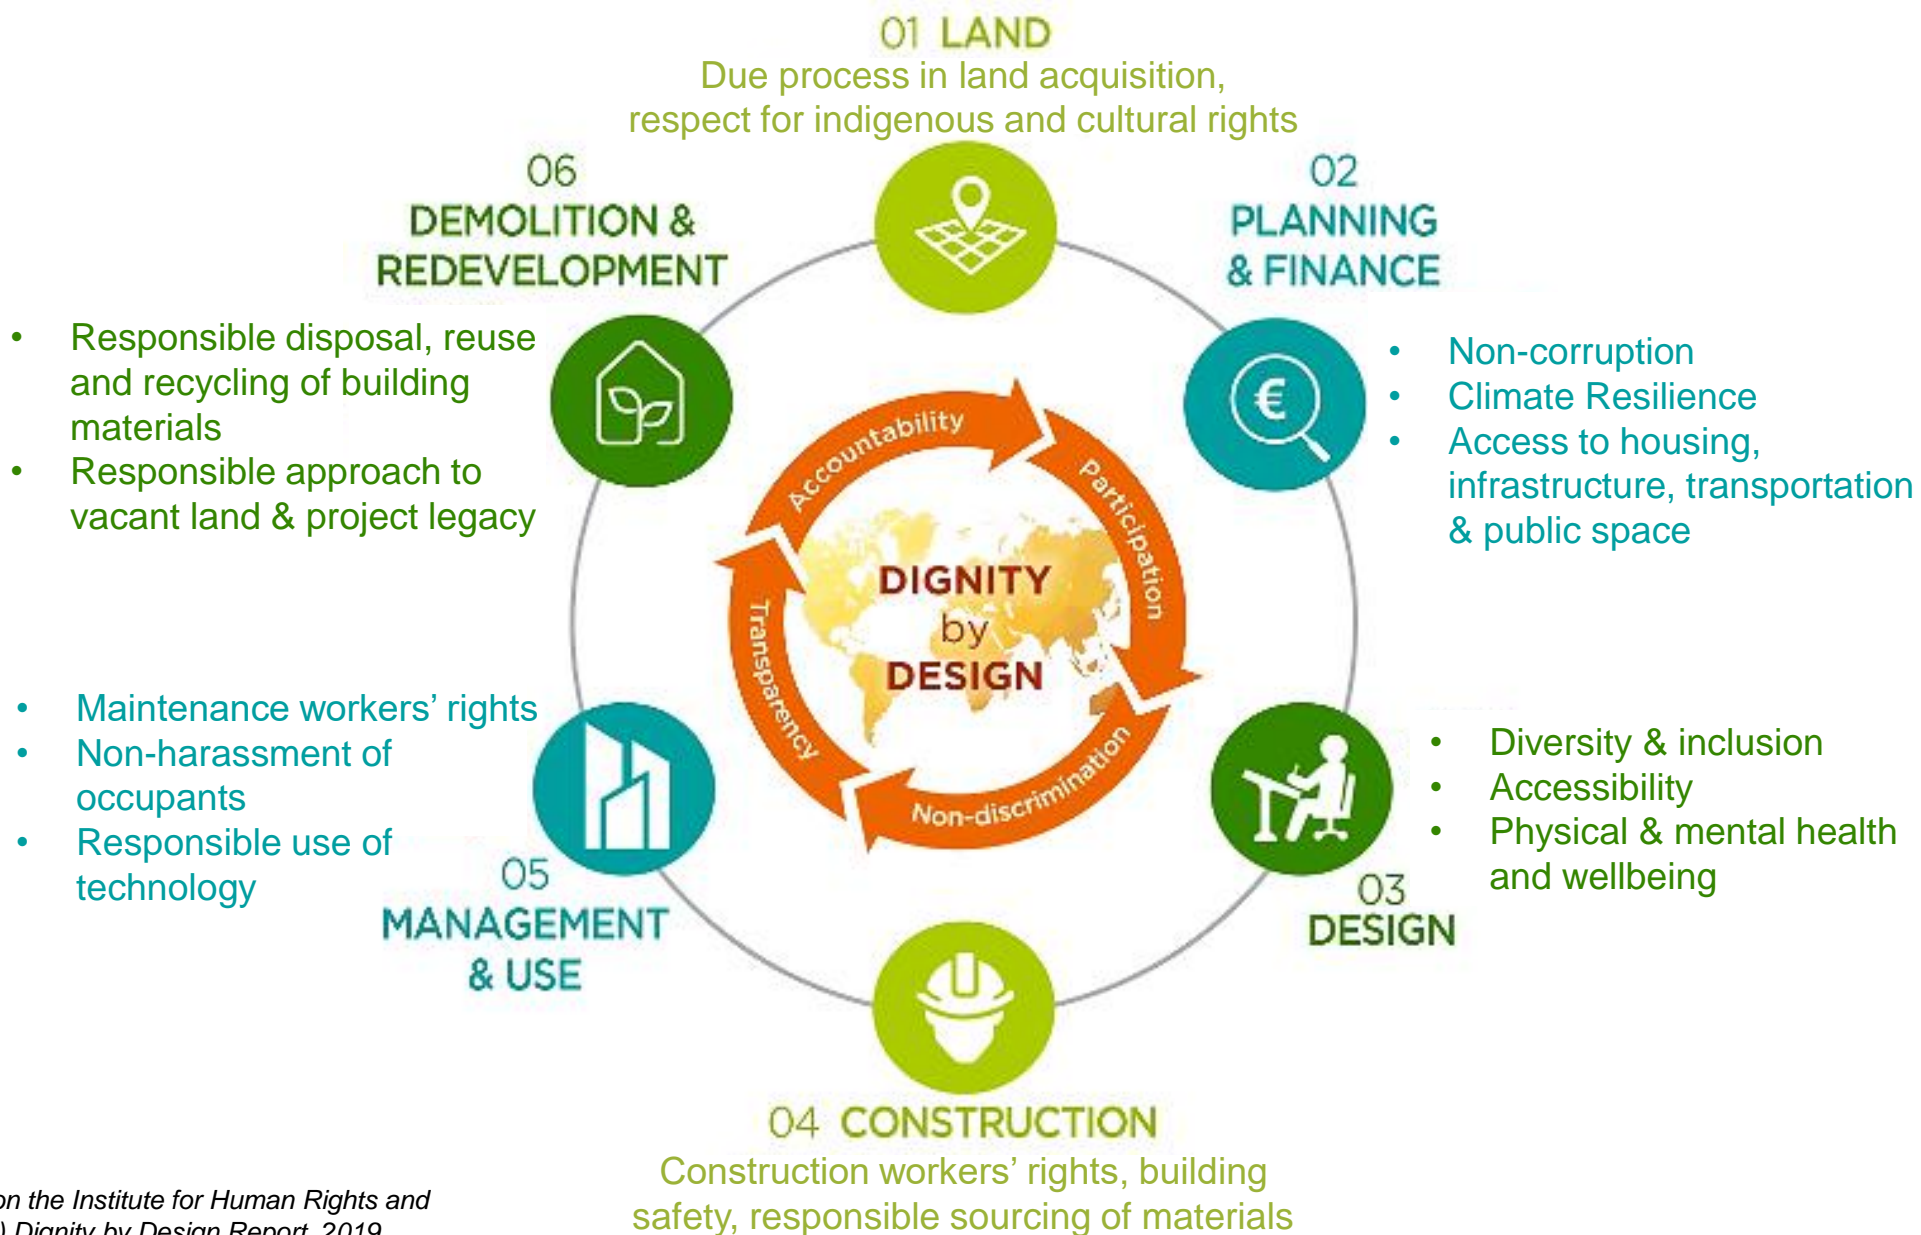 01 LAND
Due process in land acquisition,
respect for indigenous and cultural rights
02
PLANNING
& FINANCE
€
• Non-corruption
• Climate Resilience
• Access to housing,
infrastructure, transportation
& public space
03
DESIGN
• Diversity & inclusion
• Accessibility
• Physical & mental health
and wellbeing
04 CONSTRUCTION
Construction workers’ rights, building
safety, responsible sourcing of materials
05
MANAGEMENT
& USE
• Maintenance workers’ rights
• Non-harassment of
occupants
• Responsible use of
technology
06
DEMOLITION &
REDEVELOPMENT
• Responsible disposal, reuse
and recycling of building
materials
• Responsible approach to
vacant land & project legacy
Accountability
Participation
Non-discrimination
Transparency
DIGNITY
by
DESIGN
on the Institute for Human Rights and
) Dignity by Design Report, 2019